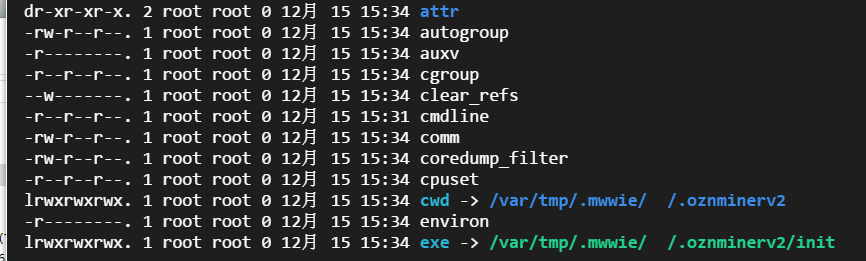 dr-xr-xr-x. 2 root root 0 12月 15 15:34 attr
-rw-r--r--. 1 root root 0 12月 15 15:34 autogroup
-r--------. 1 root root 0 12月 15 15:34 auxv
-r--r--r--. 1 root root 0 12月 15 15:34 cgroup
--w-------. 1 root root 0 12月 15 15:34 clear_refs
-r--r--r--. 1 root root 0 12月 15 15:31 cmdline
-rw-r--r--. 1 root root 0 12月 15 15:34 comm
-rw-r--r--. 1 root root 0 12月 15 15:34 coredump_filter
-r--r--r--. 1 root root 0 12月 15 15:34 cpuset
lrwxrwxrwx. 1 root root 0 12月 15 15:34 cwd -> /var/tmp/.mwwie/  /.oznminerv2
-r--------. 1 root root 0 12月 15 15:34 environ
lrwxrwxrwx. 1 root root 0 12月 15 15:34 exe -> /var/tmp/.mwwie/  /.oznminerv2/init